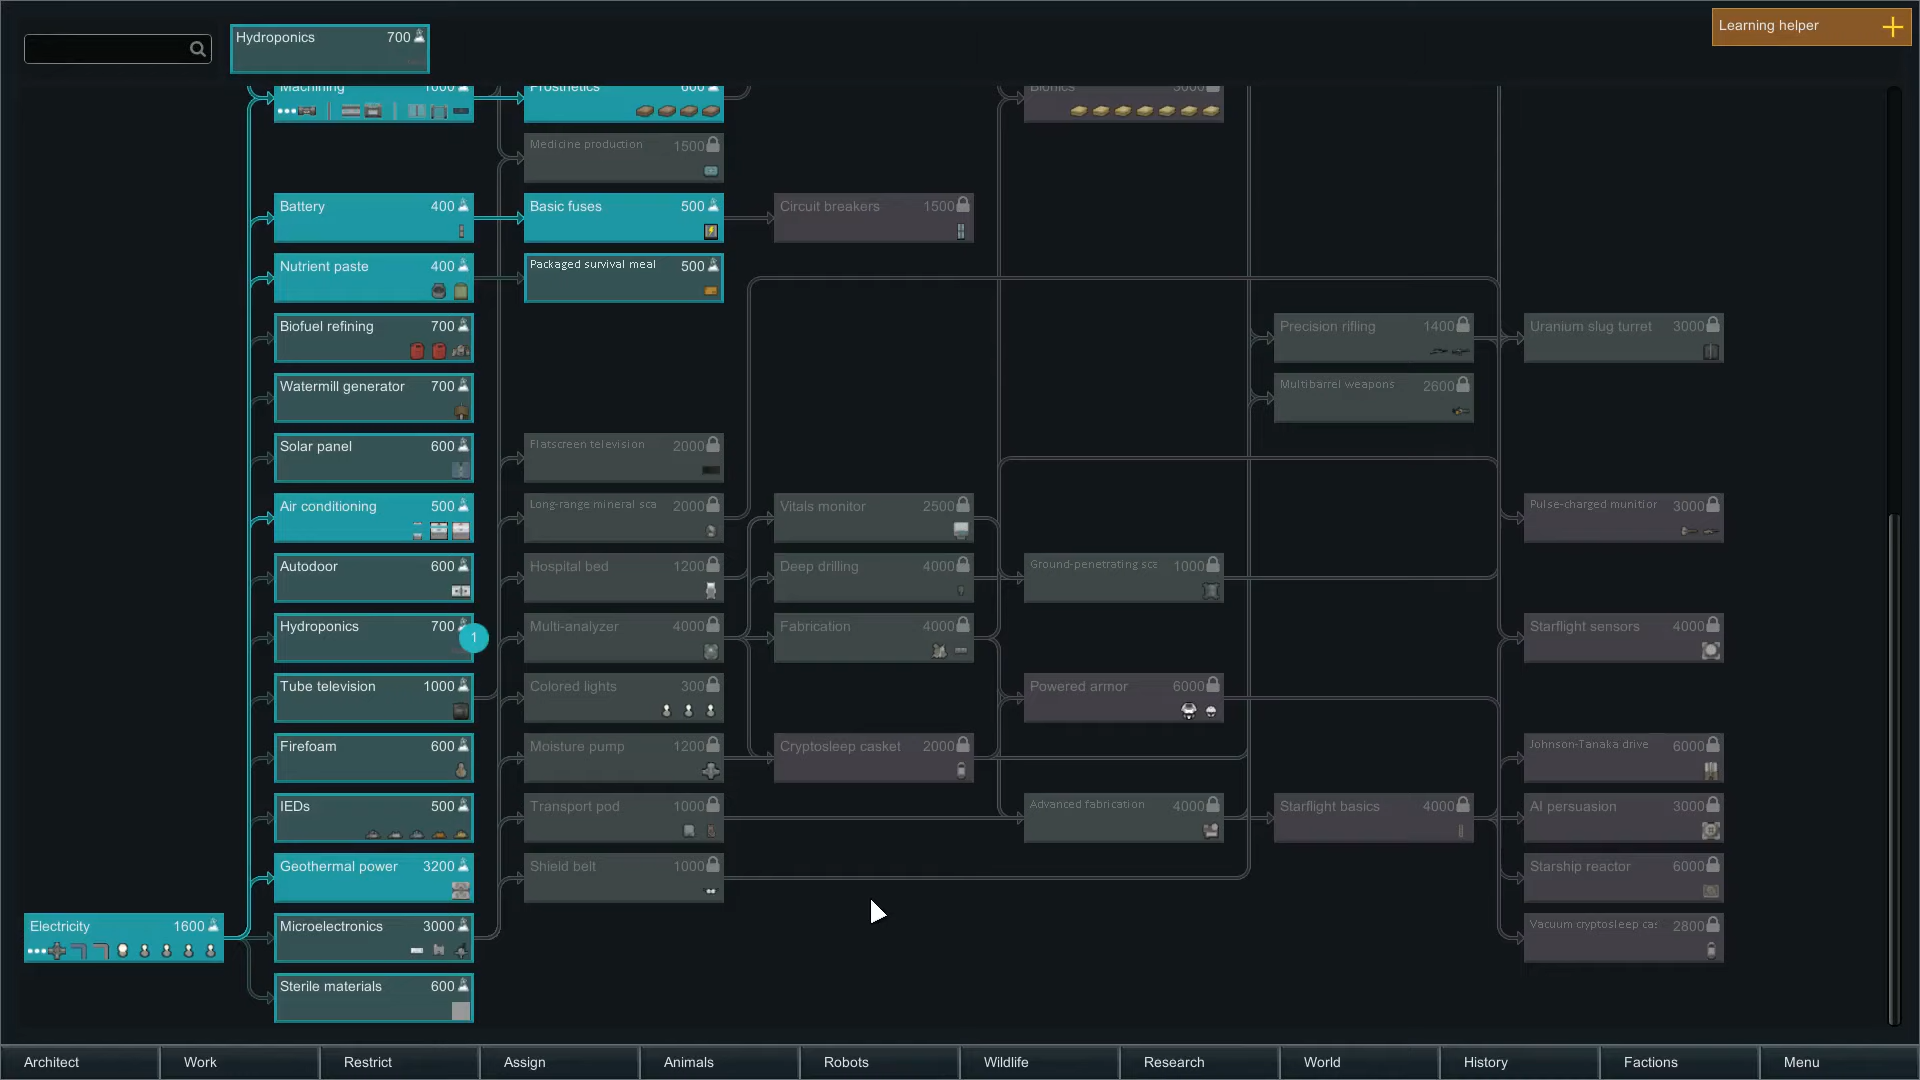 Hydroponics 700
Learning helper
Machining 1000
Prosthetics 600
Bionics 3000
Medicine production 1500
Battery 400
Basic fuses 500
Circuit breakers 1500
Nutrient paste 400
Packaged survival meal 500
Biofuel refining 700
Precision rifling 1400
Uranium slug turret 3000
Watermill generator 700
Multibarrel weapons 2600
Solar panel 600
Flatscreen television 2000
Air conditioning 500
Long-range mineral sca 2000
Vitals monitor 2500
Pulse-charged munitior 3000
Autodoor 600
Hospital bed 1200
Deep drilling 4000
Ground-penetrating sca 1000
Hydroponics 700
1
Multi-analyzer 4000
Fabrication 4000
Starflight sensors 4000
Tube television 1000
Colored lights 300
Powered armor 6000
Firefoam 600
Moisture pump 1200
Cryptosleep casket 2000
Johnson-Tanaka drive 6000
IEDs 500
Transport pod 1000
Advanced fabrication 4000
Starflight basics 4000
AI persuasion 3000
Geothermal power 3200
Shield belt 1000
Starship reactor 6000
Electricity 1600
Microelectronics 3000
Vacuum cryptosleep cas 2800
Sterile materials 600
Architect
Work
Restrict
Assign
Animals
Robots
Wildlife
Research
World
History
Factions
Menu